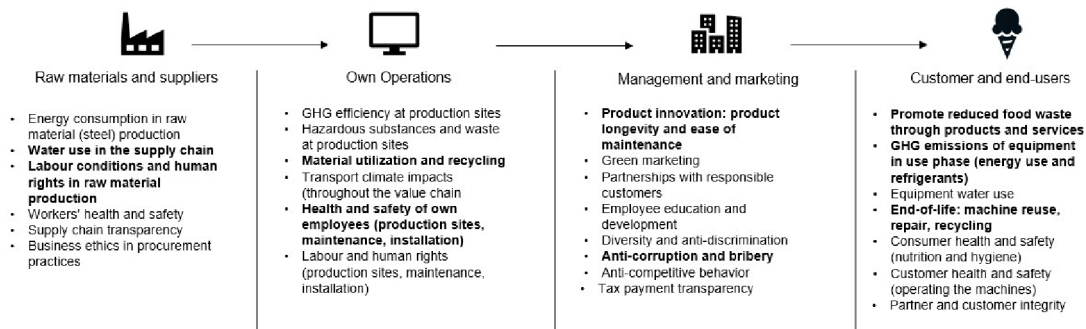 Raw materials and suppliers
Energy consumption in raw
material (steel) production
Water use in the supply chain
Labour conditions and human
rights in raw material
production
Workers' health and safety
Supply chain transparency
Business ethics in procurement
practices
Own Operations
GHG efficiency at production sites
Hazardous substances and waste
at production sites
Material utilization and recycling
Transport climate impacts
(throughout the value chain
Health and safety of own
employees (production sites,
maintenance, installation)
Labour and human rights
(production sites, maintenance,
installation)
Management and marketing
Product innovation: product
longevity and ease of
maintenance
Green marketing
Partnerships with responsible
customers
Employee education and
development
Diversity and anti-discrimination
Anti-corruption and bribery
Anti-competitive behavior
Tax payment transparency
Customer and end-users
Promote reduced food waste
through products and services
GHG emissions of equipment
in use phase (energy use and
refrigerants)
Equipment water use
End-of-life: machine reuse,
repair, recycling
Consumer health and safety
(nutrition and hygiene)
Customer health and safety
(operating the machines)
Partner and customer integrity